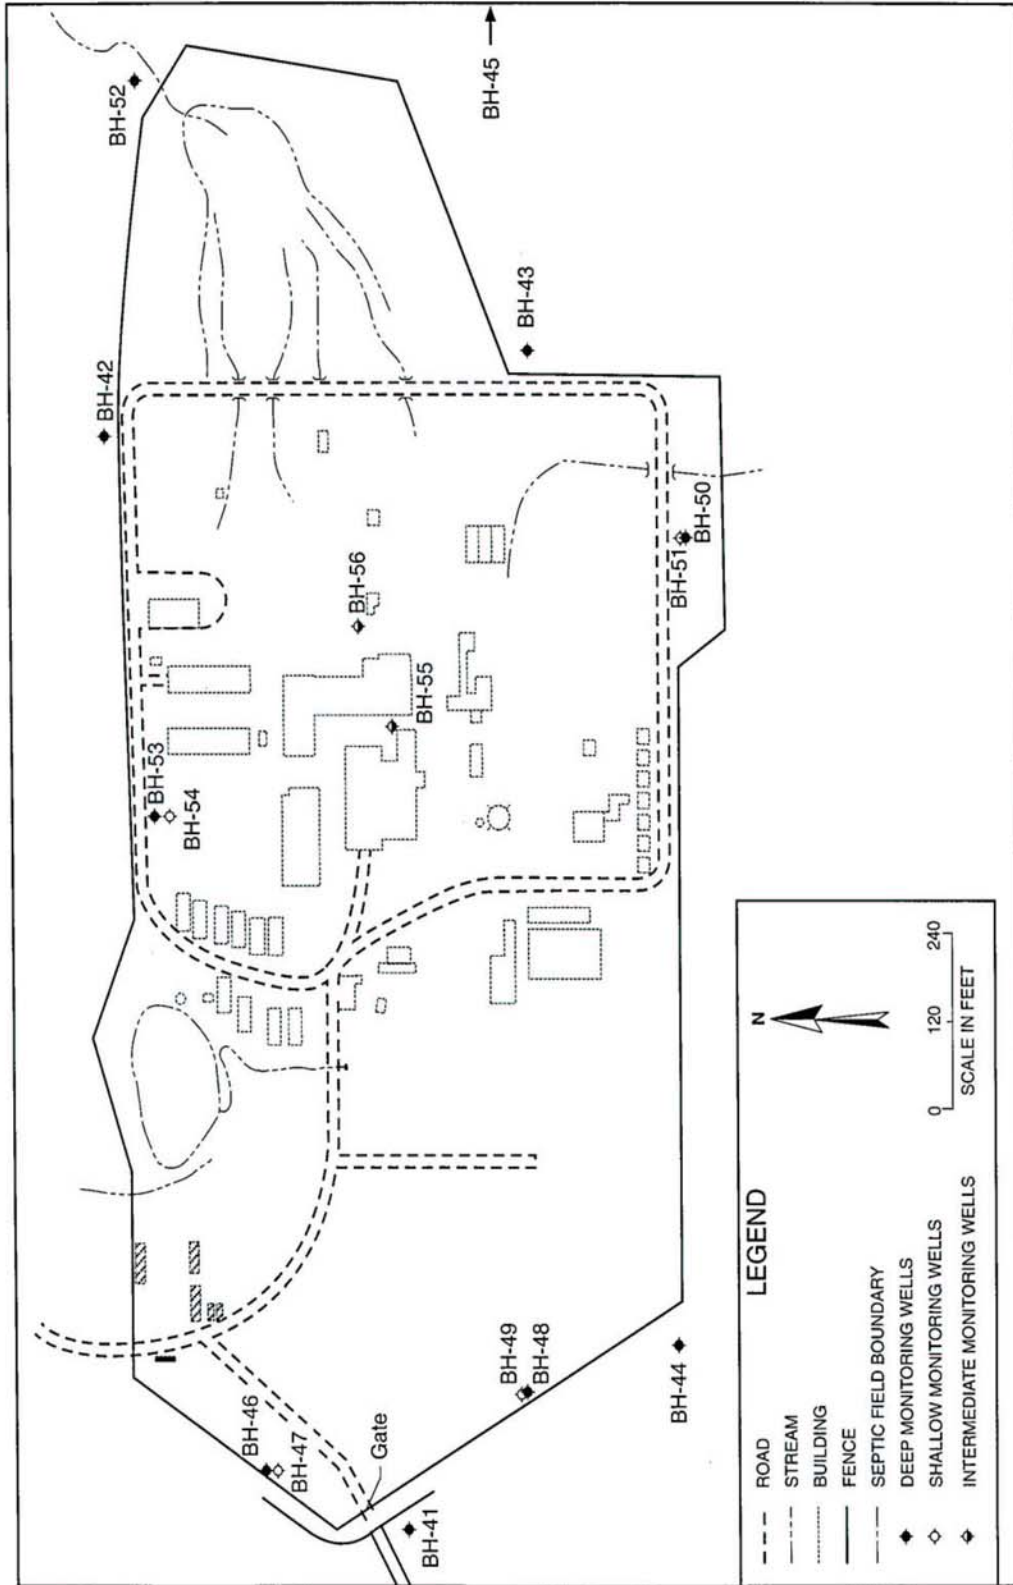 BH-52
BH-45
BH-42
BH-43
BH-56
BH-51
BH-50
BH-55
BH-53
BH-54
BH-46
BH-47
BH-49
BH-48
Gate
BH-41
BH-44
LEGEND
ROAD
STREAM
BUILDING
FENCE
SEPTIC FIELD BOUNDARY
DEEP MONITORING WELLS
SHALLOW MONITORING WELLS
INTERMEDIATE MONITORING WELLS
N
0 120 240
SCALE IN FEET